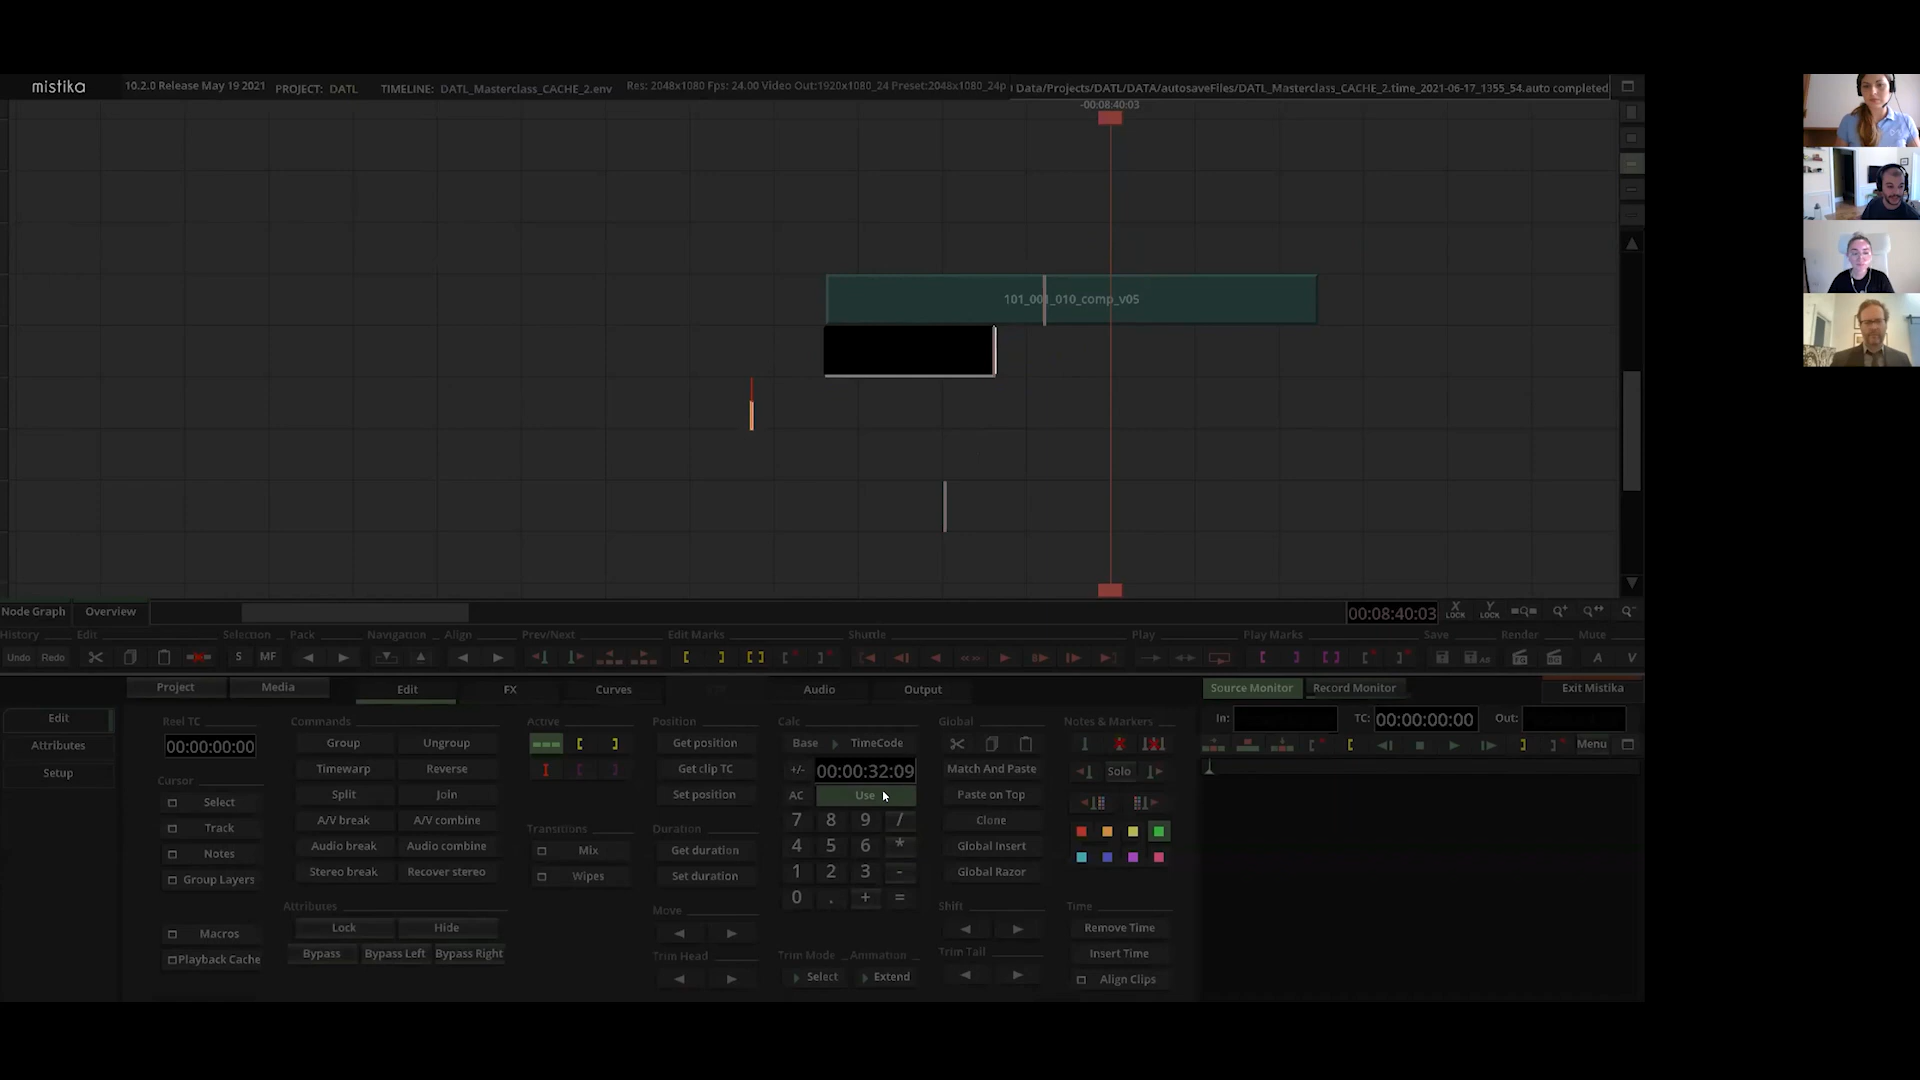 mistika 10.2.0 Release May 19 2021 PROJECT: DATL TIMELINE: DATL_Masterclass_CACHE_2.env Res: 2048x1080 Fps: 24.00 Video Out:1920x1080_24 Preset:2048x1080_24p Data/Projects/DATL/DATA/autosaveFiles/DATL_Masterclass_CACHE_2.time_2021-06-17_1355_54.auto completed
-00:08:40:03
101_001_010_comp_v05
Node Graph Overview 00:08:40:03 X LOCK Y LOCK
History Edit Selection Pack Navigation Align Prev/Next Edit Marks Shuttle Play Play Marks Save Render Mute
Undo Redo S MF AS FG BG A V
Project Media Edit FX Curves Audio Output Source Monitor Record Monitor Exit Mistika
Edit Reel TC Commands Active Position Calc Global Notes & Markers In: TC: 00:00:00:00 Out:
Attributes 00:00:00:00 Group Ungroup Get position Base TimeCode Menu
Setup Timewarp Reverse Get clip TC +/- 00:00:32:09 Match And Paste Solo
Cursor Split Join Set position AC Use Paste on Top
Select A/V break A/V combine Transitions Duration 7 8 9 / Clone
Track Audio break Audio combine Mix Get duration 4 5 6 * Global Insert
Notes Stereo break Recover stereo Wipes Set duration 1 2 3 - Global Razor
Group Layers 0 . + =
Attributes Move Shift Time
Macros Lock Hide Remove Time
Playback Cache Bypass Bypass Left Bypass Right Trim Head Trim Mode Animation Trim Tail Insert Time
Select Extend Align Clips